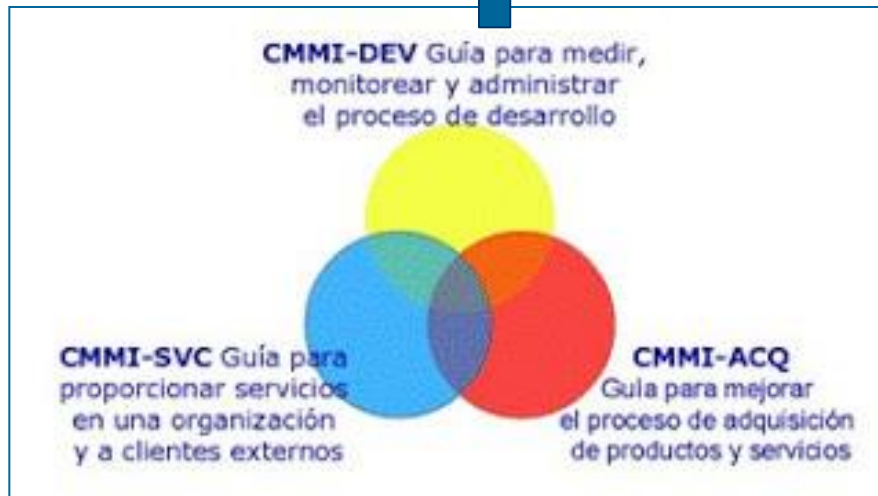 CMMI-DEV Guía para medir,
monitorear y administrar
el proceso de desarrollo
CMMI-SVC Guía para
proporcionar servicios
en una organización
y a clientes externos
CMMI-ACQ
Guía para mejorar
el proceso de adquisición
de productos y servicios